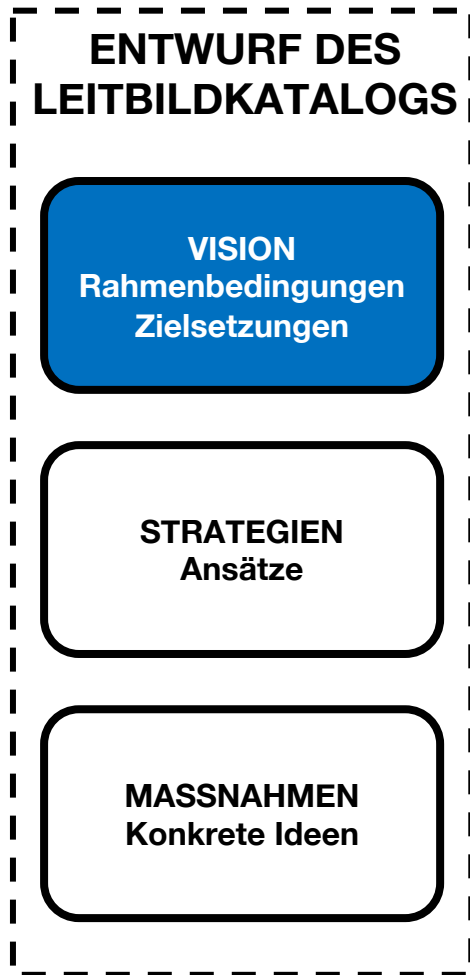 ENTWURF DES
LEITBILDKATALOGS
VISION
Rahmenbedingungen
Zielsetzungen
STRATEGIEN
Ansätze
MASSNAHMEN
Konkrete Ideen